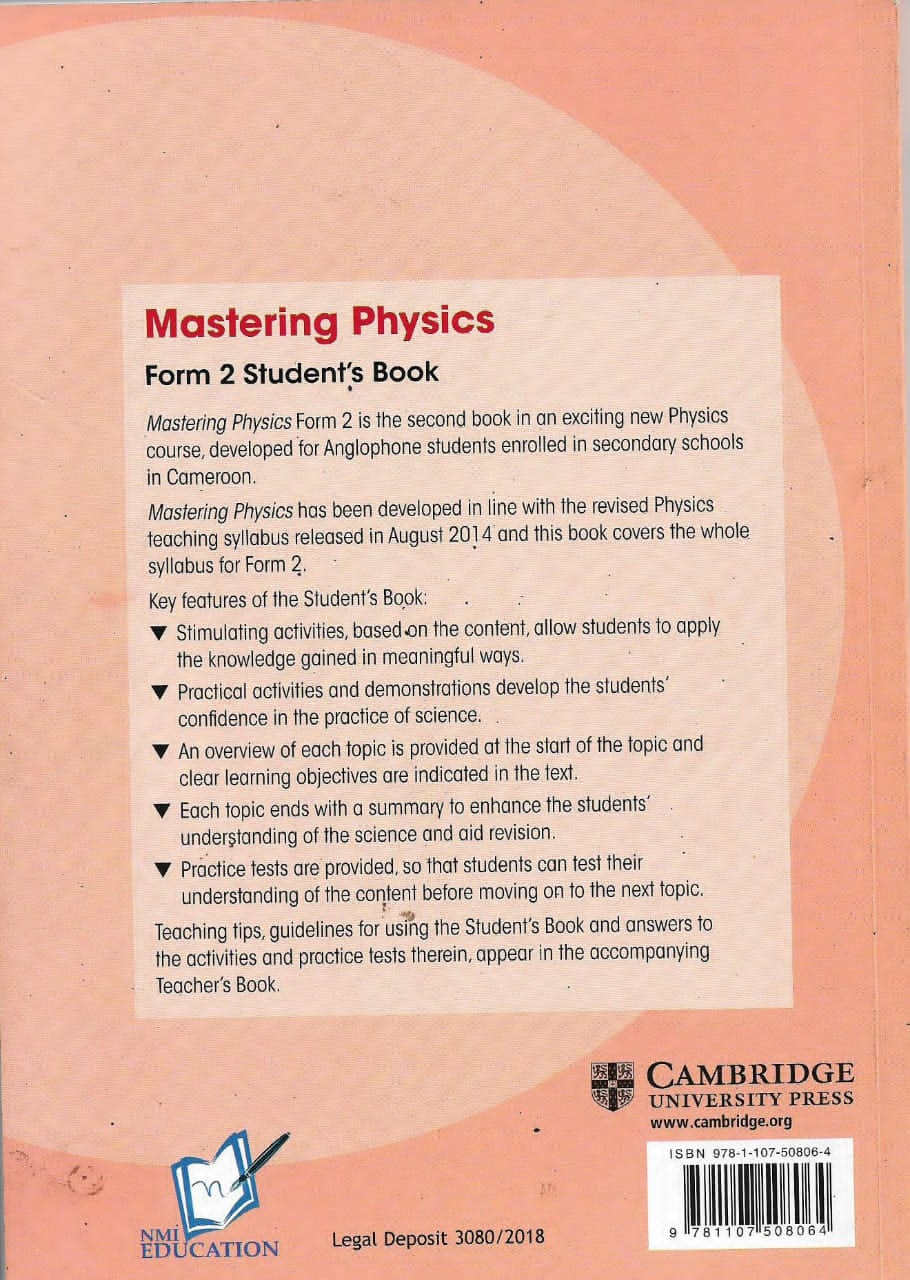 Mastering Physics
Form 2 Student's Book
Mastering Physics Form 2 is the second book in an exciting new Physics
course, developed for Anglophone students enrolled in secondary schools
in Cameroon.
Mastering Physics has been developed in line with the revised Physics
teaching syllabus released in August 2014 and this book covers the whole
syllabus for Form 2.
Key features of the Student's Book:
▼ Stimulating activities, based on the content, allow students to apply
the knowledge gained in meaningful ways.
▼ Practical activities and demonstrations develop the students'
confidence in the practice of science.
▼ An overview of each topic is provided at the start of the topic and
clear learning objectives are indicated in the text.
▼ Each topic ends with a summary to enhance the students'
understanding of the science and aid revision.
▼ Practice tests are provided, so that students can test their
understanding of the content before moving on to the next topic.
Teaching tips, guidelines for using the Student's Book and answers to
the activities and practice tests therein, appear in the accompanying
Teacher's Book.
CAMBRIDGE
UNIVERSITY PRESS
www.cambridge.org
ISBN 978-1-107-50806-4
9 781107 508064
n
NMI
EDUCATION
Legal Deposit 3080/2018